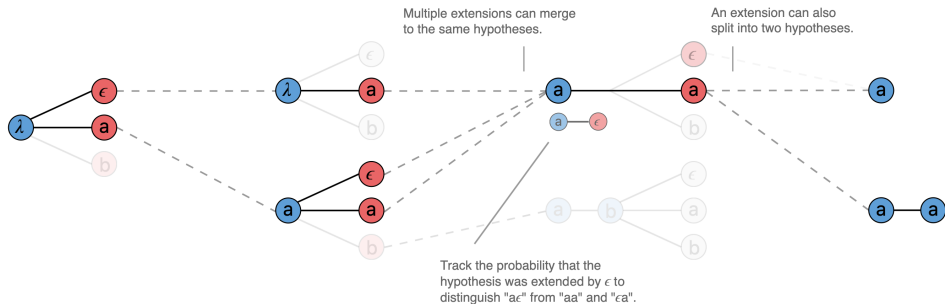 Multiple extensions can merge
to the same hypotheses.
An extension can also
split into two hypotheses.
ϵ
ϵ
ϵ
λ
a
λ
a
a
a
a
a
b
b
a
ϵ
b
ϵ
ϵ
a
a
a
b
a
a
a
b
b
Track the probability that the
hypothesis was extended by ϵ to
distinguish "aϵ" from "aa" and "ϵa".